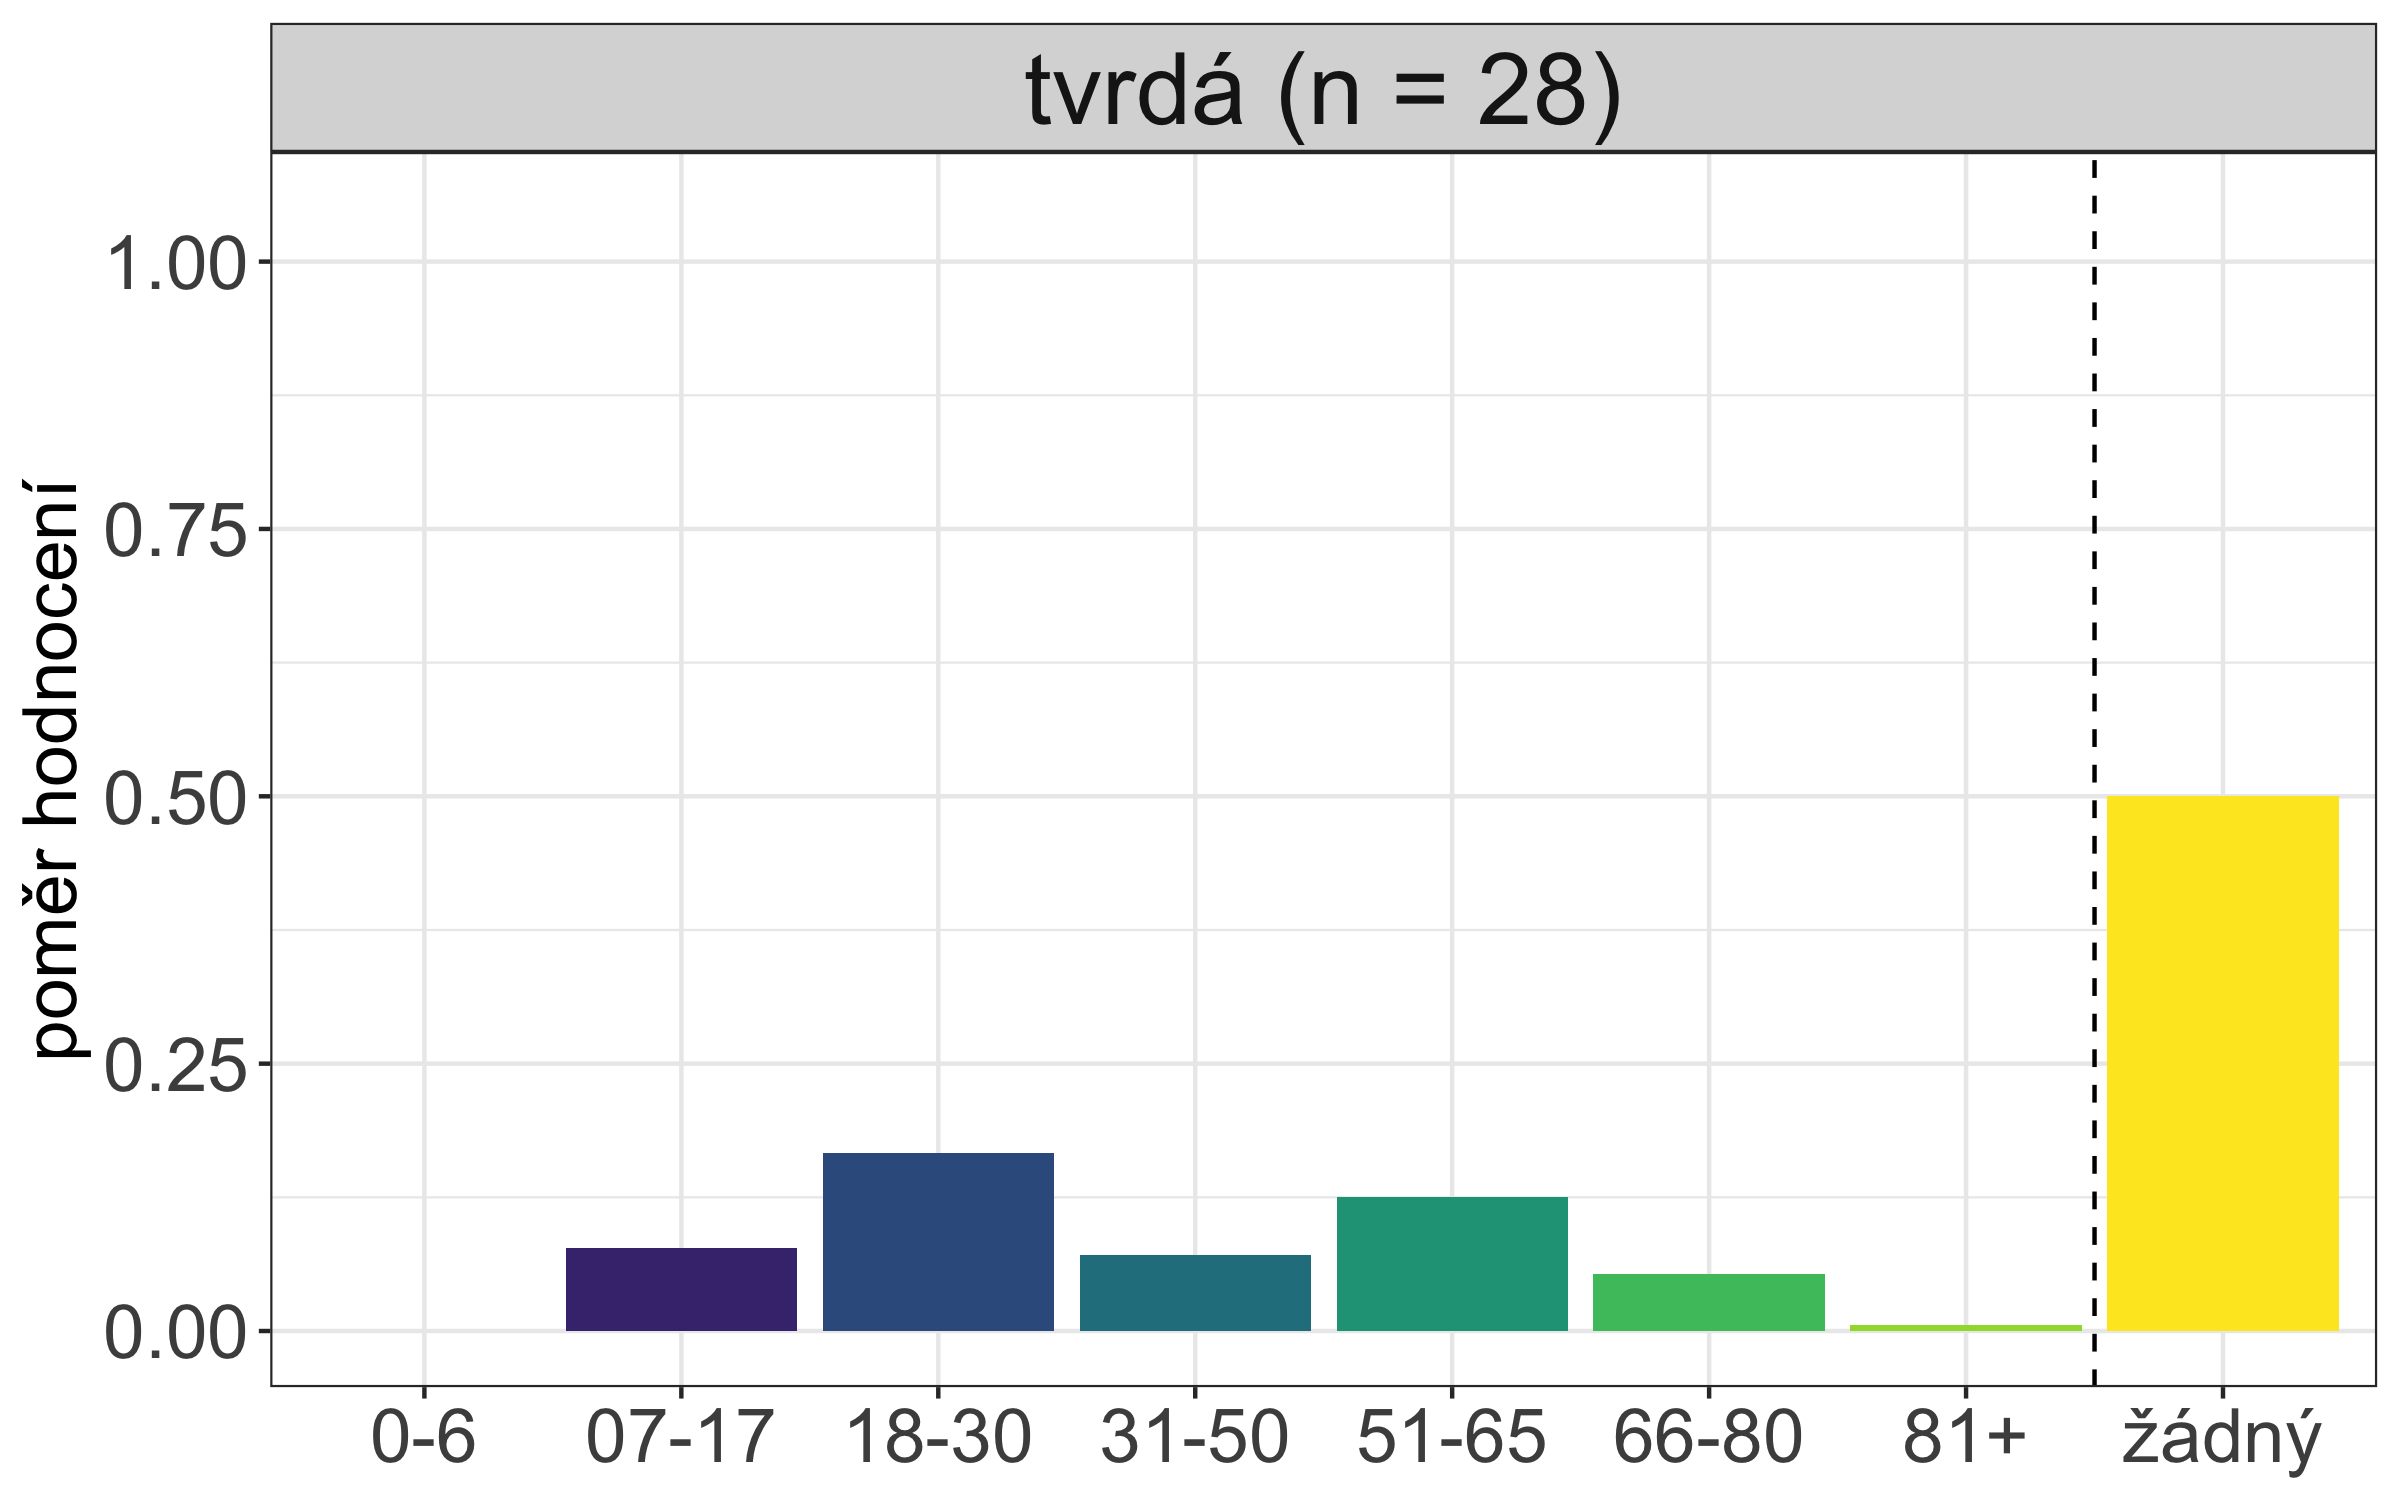 tvrdá (n = 28)
poměr hodnocení
1.00
0.75
0.50
0.25
0.00
0-6 07-17 18-30 31-50 51-65 66-80 81+ žádný